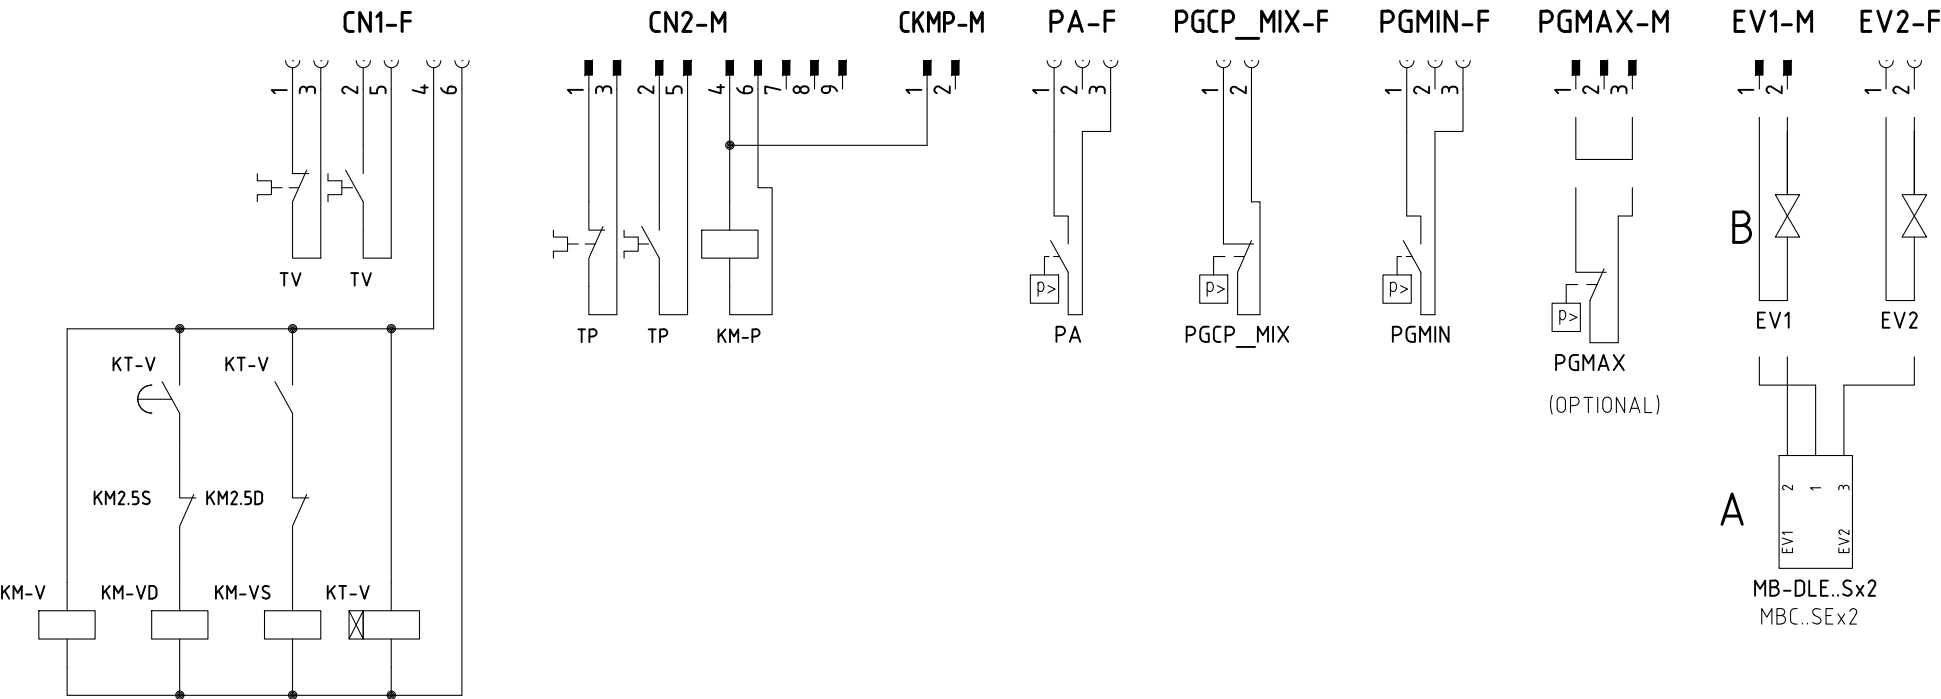 CN1-F CN2-M CKMP-M PA-F PGCP_MIX-F PGMIN-F PGMAX-M EV1-M EV2-F
1 3 2 5 4 6 1 3 2 5 4 6 7 8 9 1 2 1 2 3 1 2 1 2 3 1 2 3 1 2 1 2
B
TV TV
p> p> p> p>
EV1 EV2
TP TP KM-P PA PGCP_MIX PGMIN
KT-V KT-V PGMAX
(OPTIONAL)
KM2.5S KM2.5D
2 1 3
A
EV1 EV2
KM-V KM-VD KM-VS KT-V MB-DLE..Sx2
MBC..SEx2